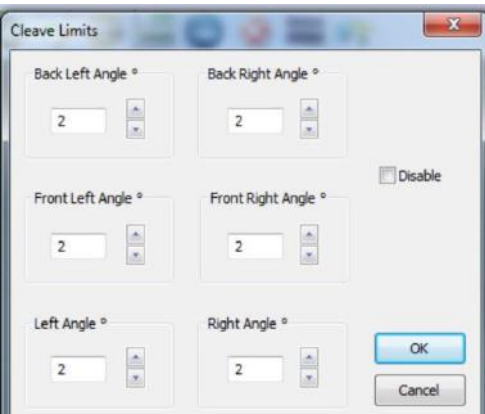 Cleave Limits
Back Left Angle º Back Right Angle º
2 2
Disable
Front Left Angle º Front Right Angle º
2 2
Left Angle º Right Angle º
OK
2 2
Cancel